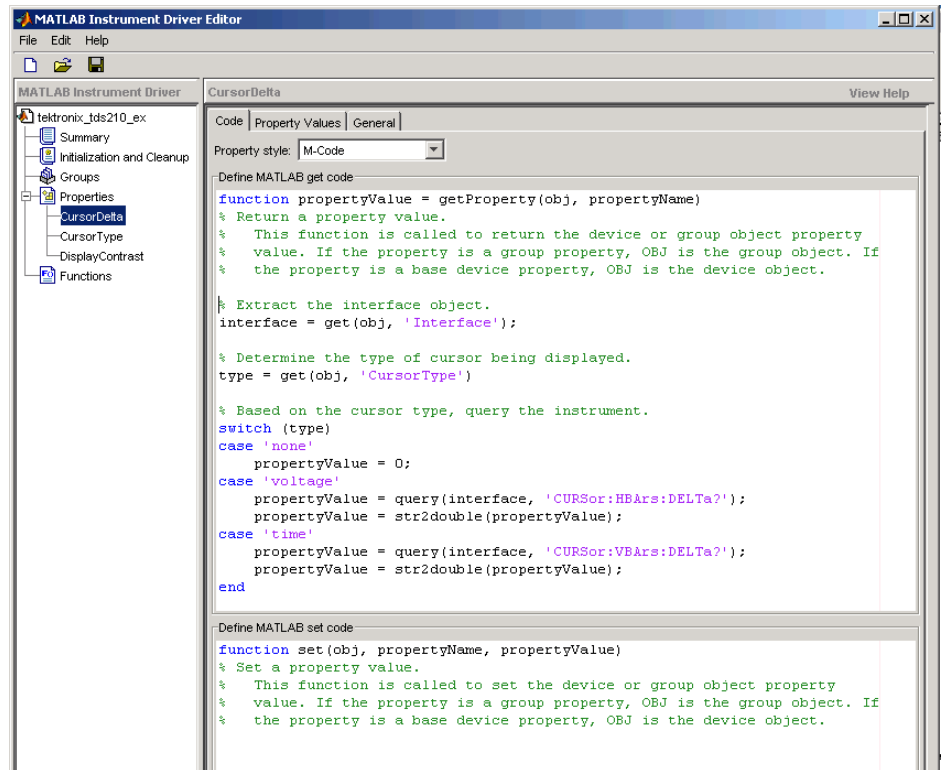 MATLAB Instrument Driver Editor
File Edit Help
MATLAB Instrument Driver
CursorDelta
View Help
tektronix_tds210_ex
Summary
Initialization and Cleanup
Groups
Properties
CursorDelta
CursorType
DisplayContrast
Functions
Code Property Values General
Property style: M-Code
Define MATLAB get code
function propertyValue = getProperty(obj, propertyName)
% Return a property value.
%   This function is called to return the device or group object property
%   value. If the property is a group property, OBJ is the group object. If
%   the property is a base device property, OBJ is the device object.
% Extract the interface object.
interface = get(obj, 'Interface');
% Determine the type of cursor being displayed.
type = get(obj, 'CursorType')
% Based on the cursor type, query the instrument.
switch (type)
case 'none'
    propertyValue = 0;
case 'voltage'
    propertyValue = query(interface, 'CURSor:HBArs:DELTa?');
    propertyValue = str2double(propertyValue);
case 'time'
    propertyValue = query(interface, 'CURSor:VBArs:DELTa?');
    propertyValue = str2double(propertyValue);
end
Define MATLAB set code
function set(obj, propertyName, propertyValue)
% Set a property value.
%   This function is called to set the device or group object property
%   value. If the property is a group property, OBJ is the group object. If
%   the property is a base device property, OBJ is the device object.